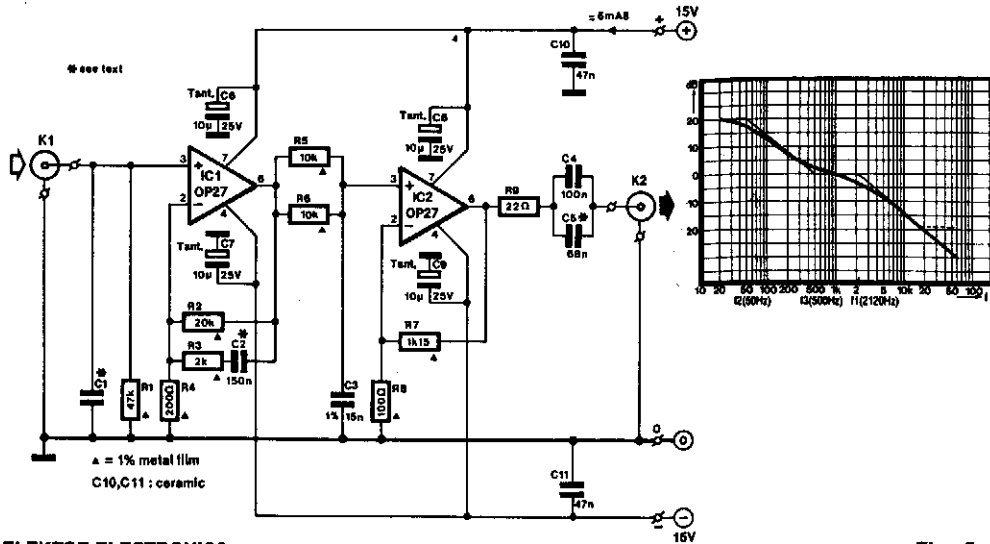 ≈ 6mA8
15V
+
4
C10
47n
* see text
Tant.
C6
10µ
25V
Tant.
C8
10µ
25V
K1
R5
10k
R6
10k
3
+
7
IC1
OP27
6
2
−
4
3
+
7
IC2
OP27
6
2
−
4
R9
22Ω
C4
100n
C5*
68n
K2
Tant.
C7
10µ
25V
Tant.
C9
10µ
25V
R2
20k
R3
2k
C2*
150n
R7
1k15
C1*
R1
47k
R4
200Ω
C3
1%
15n
R8
100Ω
0
0
▲ = 1% metal film
C10,C11 : ceramic
C11
47n
−
15V
dB
20
10
0
10
20
10 20 50 100 200 500 1k 2 5 10k 20 50 100
f2(50Hz) f3(500Hz) f1(2120Hz) f